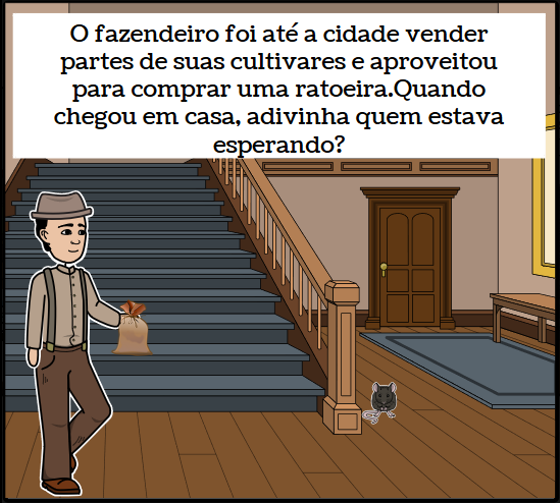 O fazendeiro foi até a cidade vender
partes de suas cultivares e aproveitou
para comprar uma ratoeira.Quando
chegou em casa, adivinha quem estava
esperando?